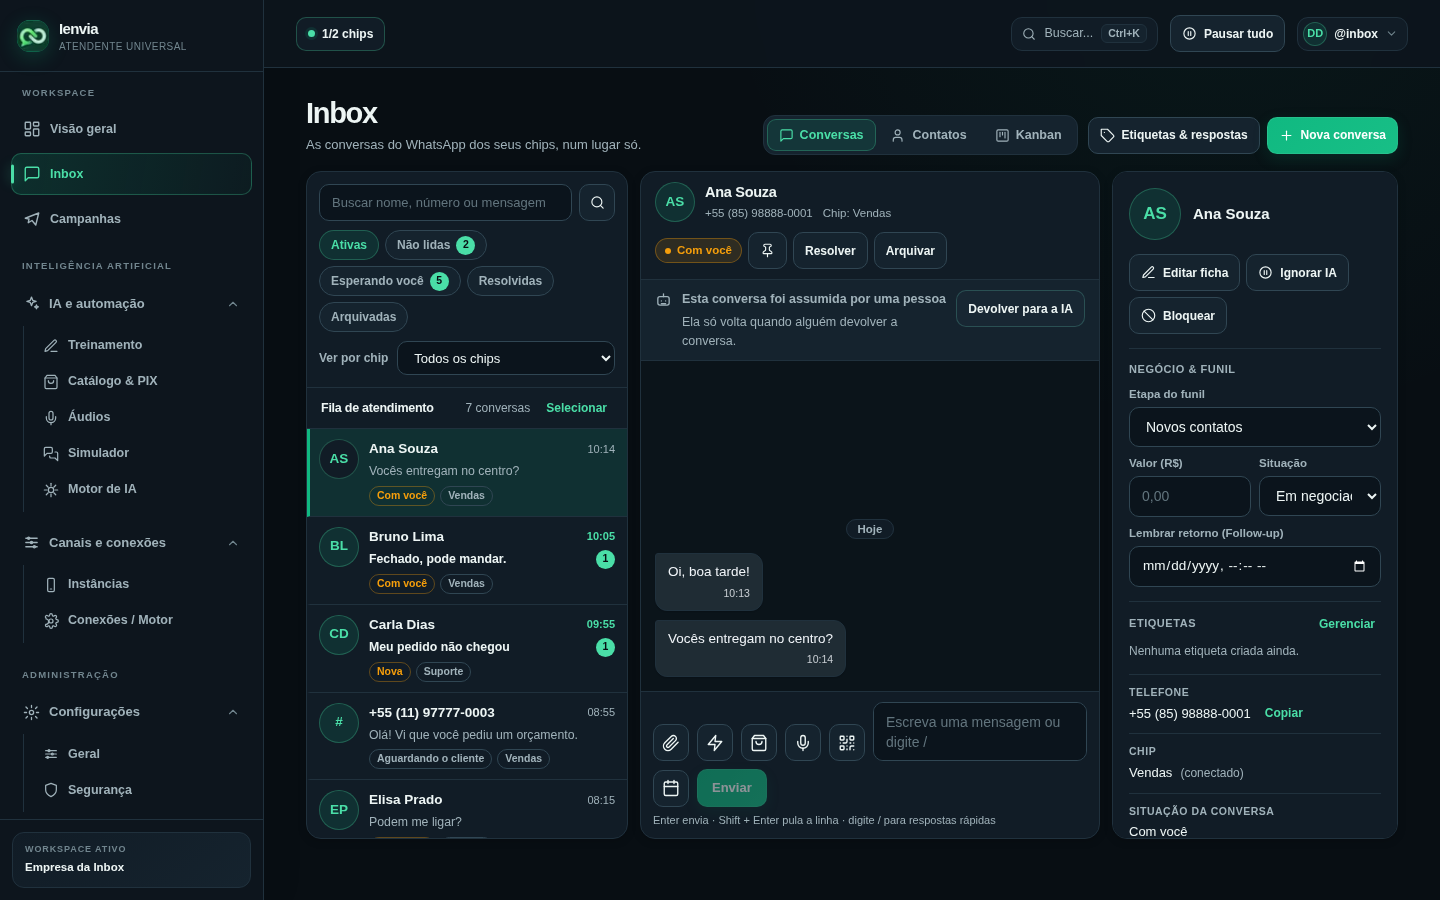 lenvia
ATENDENTE UNIVERSAL
WORKSPACE
Visão geral
Inbox
Campanhas
INTELIGÊNCIA ARTIFICIAL
IA e automação
Treinamento
Catálogo & PIX
Áudios
Simulador
Motor de IA
Canais e conexões
Instâncias
Conexões / Motor
ADMINISTRAÇÃO
Configurações
Geral
Segurança
WORKSPACE ATIVO
Empresa da Inbox
1/2 chips
Buscar... Ctrl+K
Pausar tudo
DD @inbox
Inbox
As conversas do WhatsApp dos seus chips, num lugar só.
Conversas
Contatos
Kanban
Etiquetas & respostas
Nova conversa
Buscar nome, número ou mensagem
Ativas
Não lidas 2
Esperando você 5
Resolvidas
Arquivadas
Ver por chip Todos os chips
Fila de atendimento 7 conversas Selecionar
AS Ana Souza 10:14
Vocês entregam no centro?
Com você Vendas
BL Bruno Lima 10:05
Fechado, pode mandar. 1
Com você Vendas
CD Carla Dias 09:55
Meu pedido não chegou 1
Nova Suporte
# +55 (11) 97777-0003 08:55
Olá! Vi que você pediu um orçamento.
Aguardando o cliente Vendas
EP Elisa Prado 08:15
Podem me ligar?
AS Ana Souza
+55 (85) 98888-0001 Chip: Vendas
Com você
Resolver
Arquivar
Esta conversa foi assumida por uma pessoa
Ela só volta quando alguém devolver a
conversa.
Devolver para a IA
Hoje
Oi, boa tarde!
10:13
Vocês entregam no centro?
10:14
Escreva uma mensagem ou
digite /
Enviar
Enter envia · Shift + Enter pula a linha · digite / para respostas rápidas
AS Ana Souza
Editar ficha
Ignorar IA
Bloquear
NEGÓCIO & FUNIL
Etapa do funil
Novos contatos
Valor (R$) Situação
0,00 Em negociaç
Lembrar retorno (Follow-up)
mm/dd/yyyy, --:-- --
ETIQUETAS Gerenciar
Nenhuma etiqueta criada ainda.
TELEFONE
+55 (85) 98888-0001 Copiar
CHIP
Vendas (conectado)
SITUAÇÃO DA CONVERSA
Com você